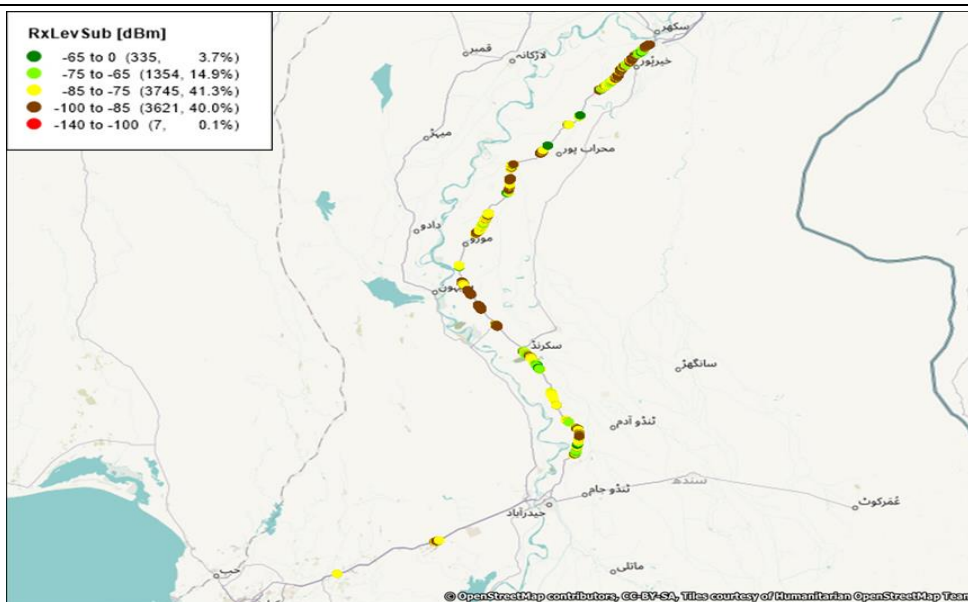 RxLevSub [dBm]
-65 to 0 (335, 3.7%)
-75 to -65 (1354, 14.9%)
-85 to -75 (3745, 41.3%)
-100 to -85 (3621, 40.0%)
-140 to -100 (7, 0.1%)
سکھر
قمبر
لاڑکانہ
خیرپور
میہڑ
محراب پور
دادو
مورو
سکرنڈ
سانگھڑ
ٹنڈو آدم
ٹنڈو جام
سندھ
عُمَرکوٹ
حیدرآباد
حب
ماتلی
© OpenStreetMap contributors, CC-BY-SA, Tiles courtesy of Humanitarian OpenStreetMap Team